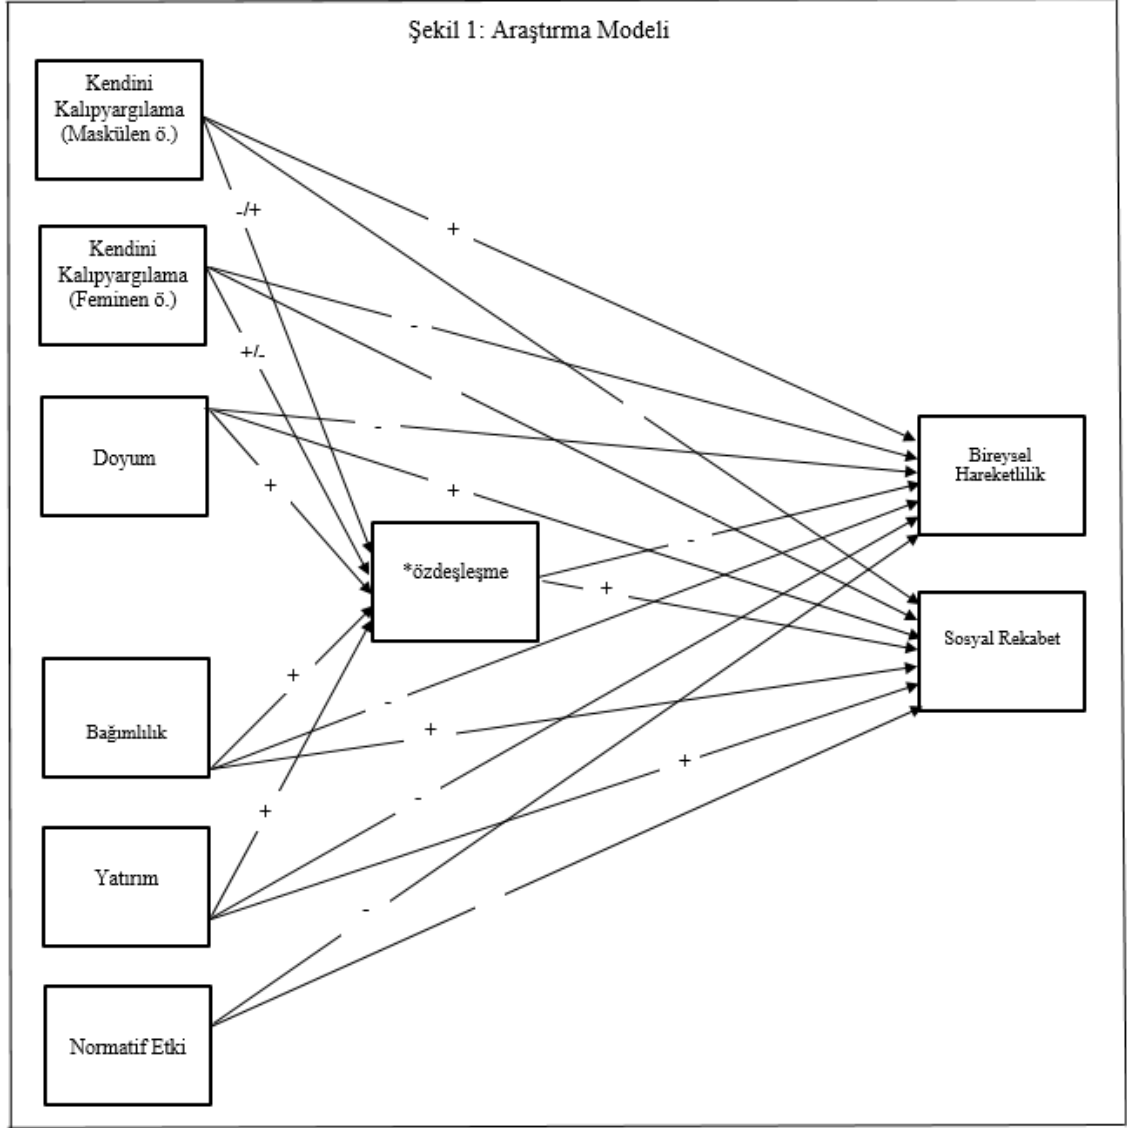 Şekil 1: Araştırma Modeli
Kendini
Kalıpyargılama
(Maskülen ö.)
-/+
+
Kendini
Kalıpyargılama
(Feminen ö.)
-
+/-
Doyum
-
+
+
Bireysel
Hareketlilik
*özdeşleşme
-
+
Sosyal Rekabet
Bağımlılık
+
-
+
+
-
+
Yatırım
-
Normatif Etki